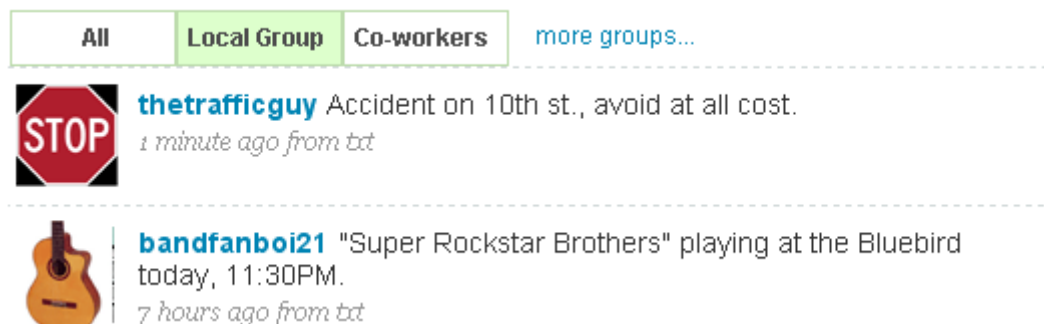 All Local Group Co-workers more groups...
STOP
thetrafficguy Accident on 10th st., avoid at all cost.
1 minute ago from txt
bandfanboi21 "Super Rockstar Brothers" playing at the Bluebird
today, 11:30PM.
7 hours ago from txt